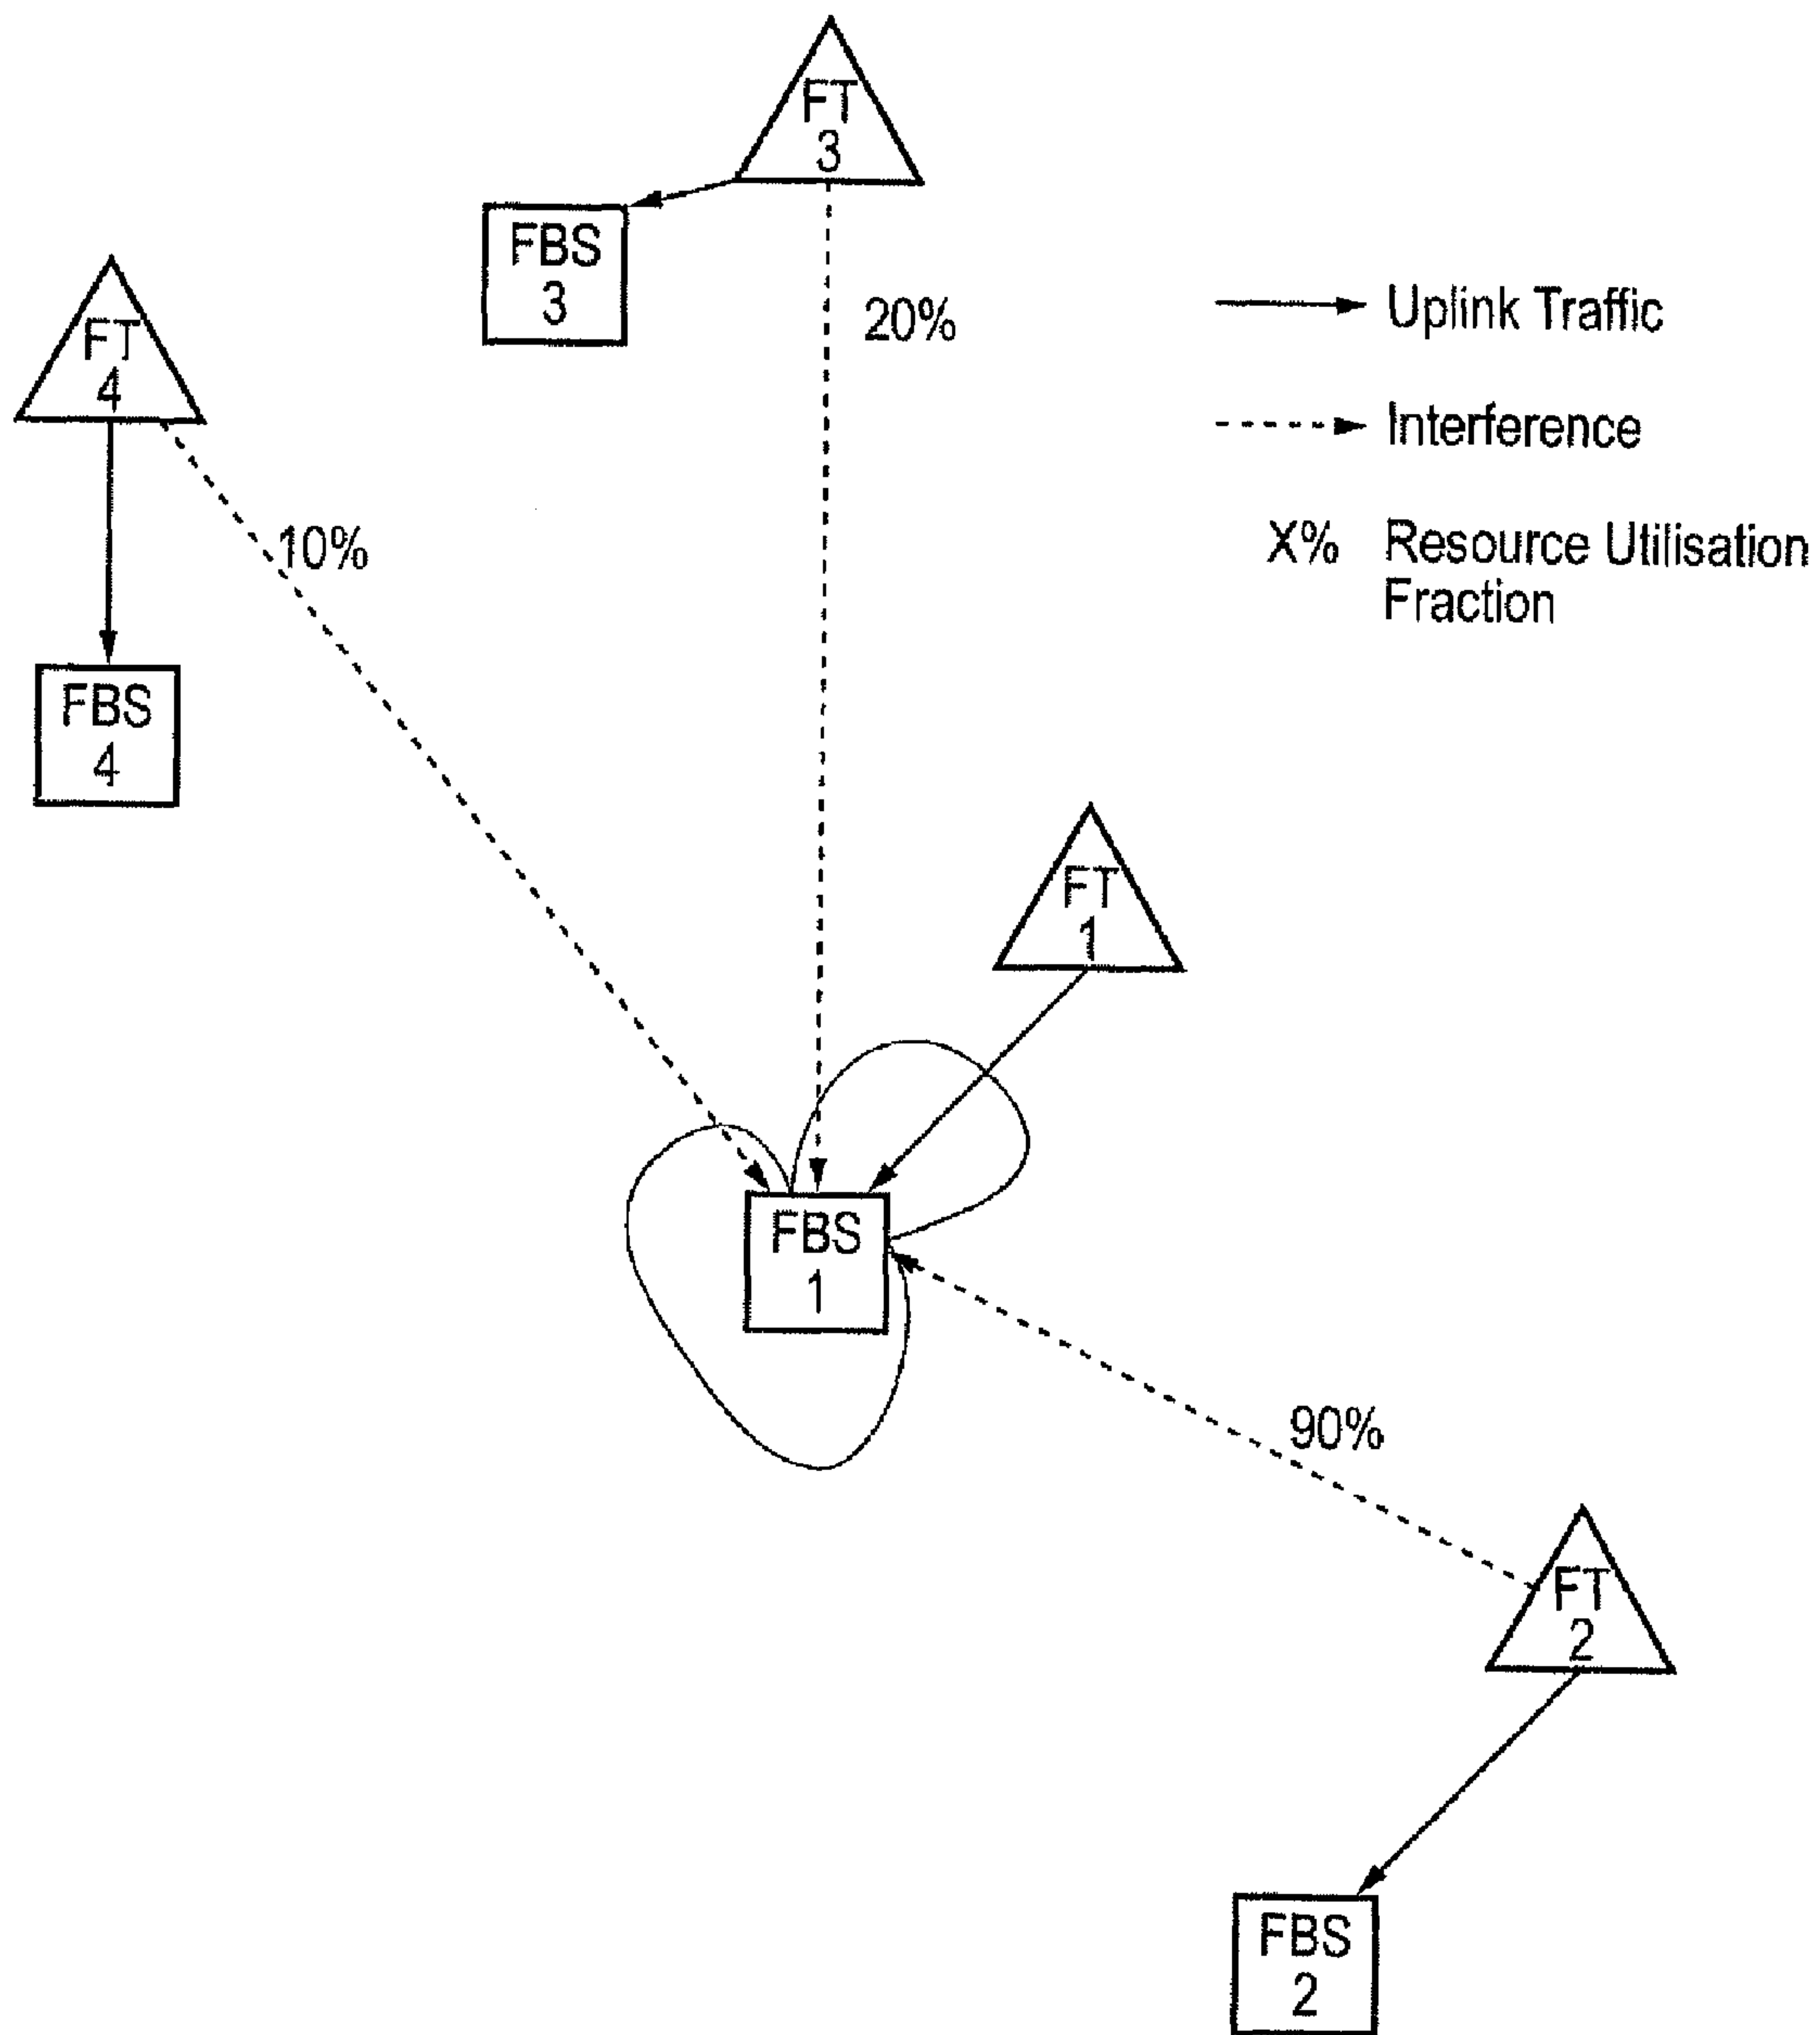 FT
3
FBS
3
20%
Uplink Traffic
FT
4
Interference
10%
X% Resource Utilisation
Fraction
FBS
4
FT
1
FBS
1
90%
FT
2
FBS
2